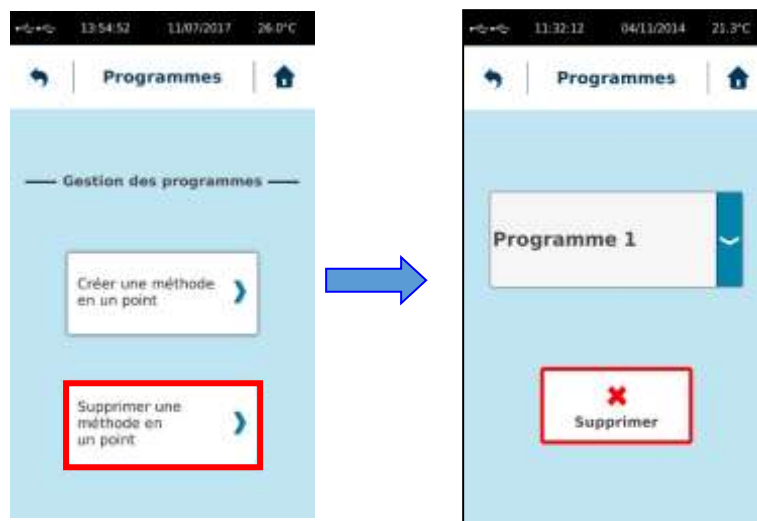 13:54:52 11/07/2017 26.0°C
Programmes
Gestion des programmes
Créer une méthode
en un point
Supprimer une
méthode en
un point
11:32:12 04/11/2014 21.3°C
Programmes
Programme 1
Supprimer